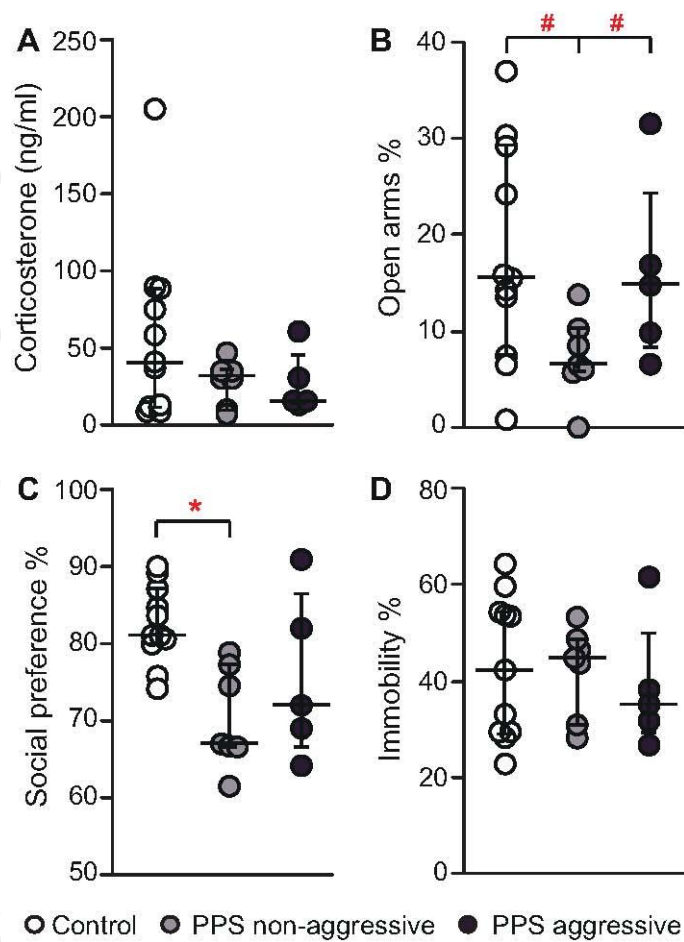 A
Corticosterone (ng/ml)
250
200
150
100
50
0
B
# #
Open arms %
40
30
20
10
0
C
*
Social preference %
100
90
80
70
60
50
D
Immobility %
80
60
40
20
0
Control PPS non-aggressive PPS aggressive